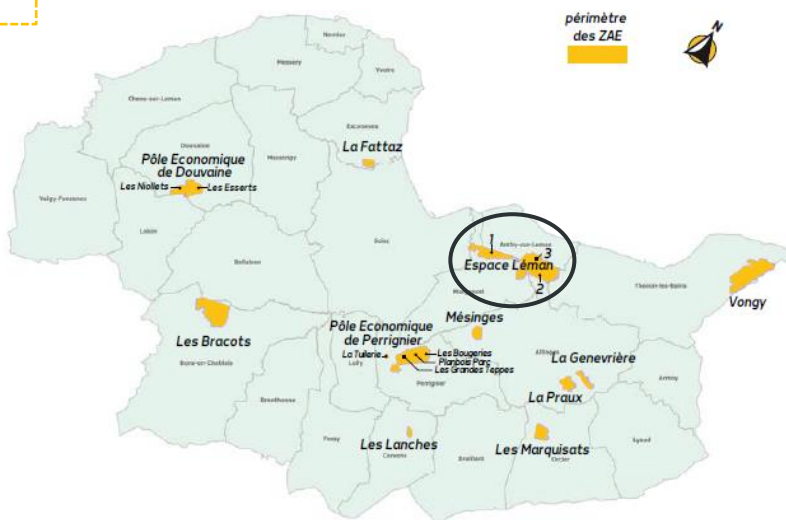 périmètre
des ZAE
N
Nernier
Messery
Yvoire
Chens-sur-Léman
Excenevex
Douvaine
La Fattaz
Pôle Economique
de Douvaine
Massongy
Les Niollets
Les Esserts
Veigy-Foncenex
Loisin
Sciez
1
Anthy-sur-Léman
3
Espace Léman
2
Ballaison
Margencel
Thonon-les-Bains
Vongy
Mésinges
Les Bracots
Pôle Economique
de Perrignier
La Tuilerie
Les Bougeries
Planbois Parc
Les Grandes Teppes
Lully
Perrignier
Allinges
La Genevrière
Bons-en-Chablais
Armoy
La Praux
Brenthonne
Fessy
Les Lanches
Cervens
Draillant
Les Marquisats
Orcier
Lyaud